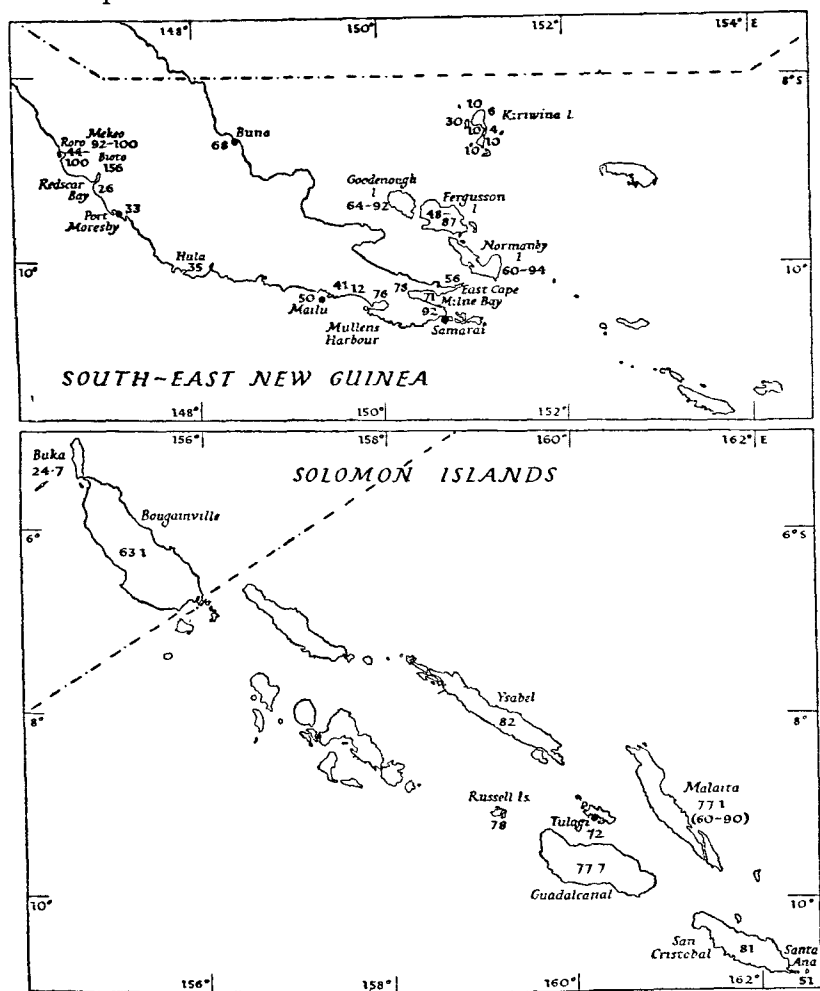 148° 150° 152° 154° E
8°S
10 6
30 10 4 Kiriwina I.
10
10
Mekeo
Roro 92-100
44-
100 Bioto
156
Redscar
Bay 26
Port 33
Moresby
Buna
68
Goodenough
I
64-92
Fergusson
I
48-
87
Normanby
I
60-94
10° 10°
Hula
35
41 12 76
50
Mailu
Mullens
Harbour
78 56
71 East Cape
Milne Bay
92
Samarai
SOUTH-EAST NEW GUINEA
148° 150° 152°
156° 158° 160° 162° E
Buka
24·7
SOLOMON ISLANDS
Bougainville
63 1
6° 6°S
Ysabel
82
8° 8°
Russell Is.
78
Tulagi
72
Malaita
77 1
(60-90)
77 7
Guadalcanal
10° 10°
San
Cristobal
81
Santa
Ana
51
156° 158° 160° 162°